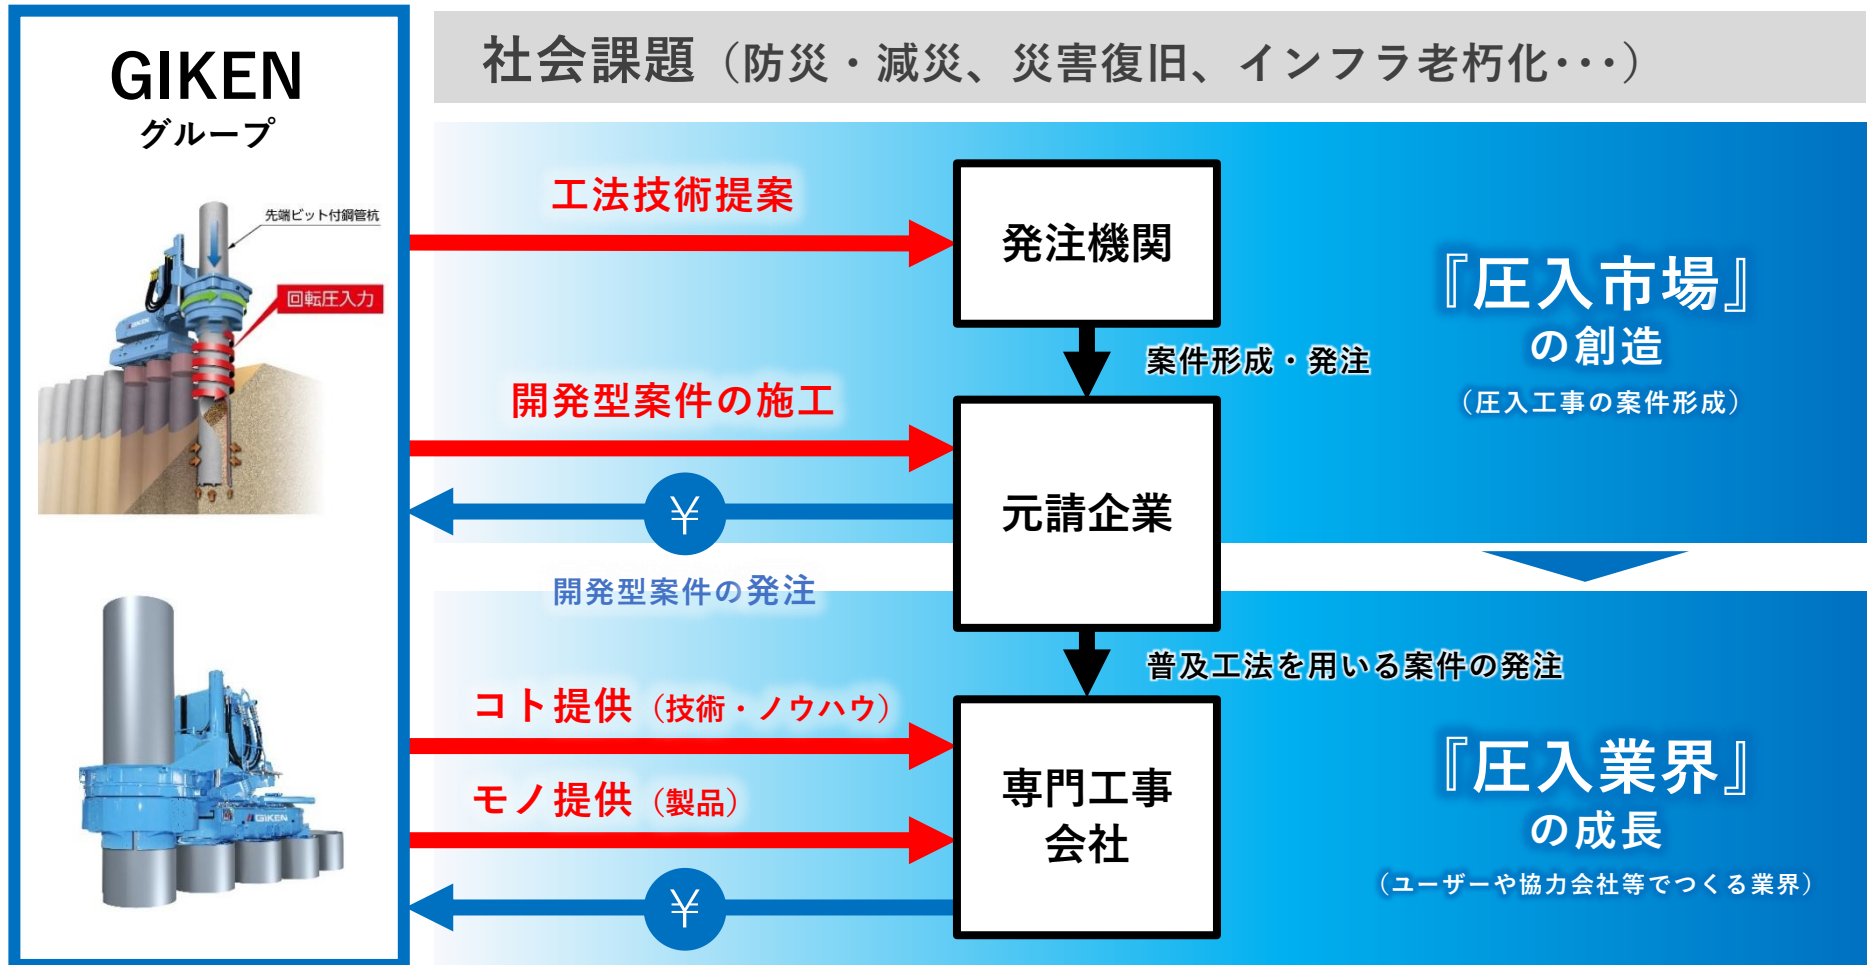 GIKEN
グループ
先端ビット付鋼管杭
回転圧入力
GIKEN
GIKEN
社会課題（防災・減災、災害復旧、インフラ老朽化･･･）
工法技術提案
発注機関
案件形成・発注
開発型案件の施工
元請企業
¥
開発型案件の発注
『圧入市場』
の創造
（圧入工事の案件形成）
普及工法を用いる案件の発注
コト提供（技術・ノウハウ）
モノ提供（製品）
専門工事
会社
¥
『圧入業界』
の成長
（ユーザーや協力会社等でつくる業界）